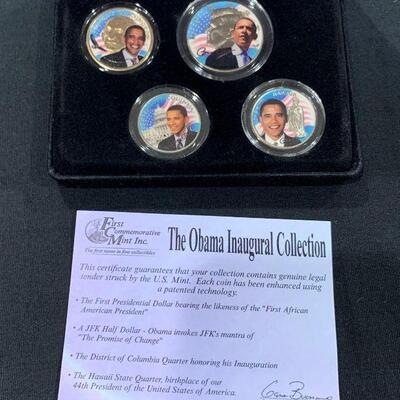 First
Commemorative
Mint Inc.
The first name in fine collectibles
The Obama Inaugural Collection
This certificate guarantees that your collection contains genuine legal
tender struck by the U.S. Mint. Each coin has been enhanced using
a patented technology.
• The First Presidential Dollar bearing the likeness of the "First African
American President"
• A JFK Half Dollar - Obama invokes JFK's mantra of
"The Promise of Change"
• The District of Columbia Quarter honoring his Inauguration
• The Hawaii State Quarter, birthplace of our
44th President of the United States of America.